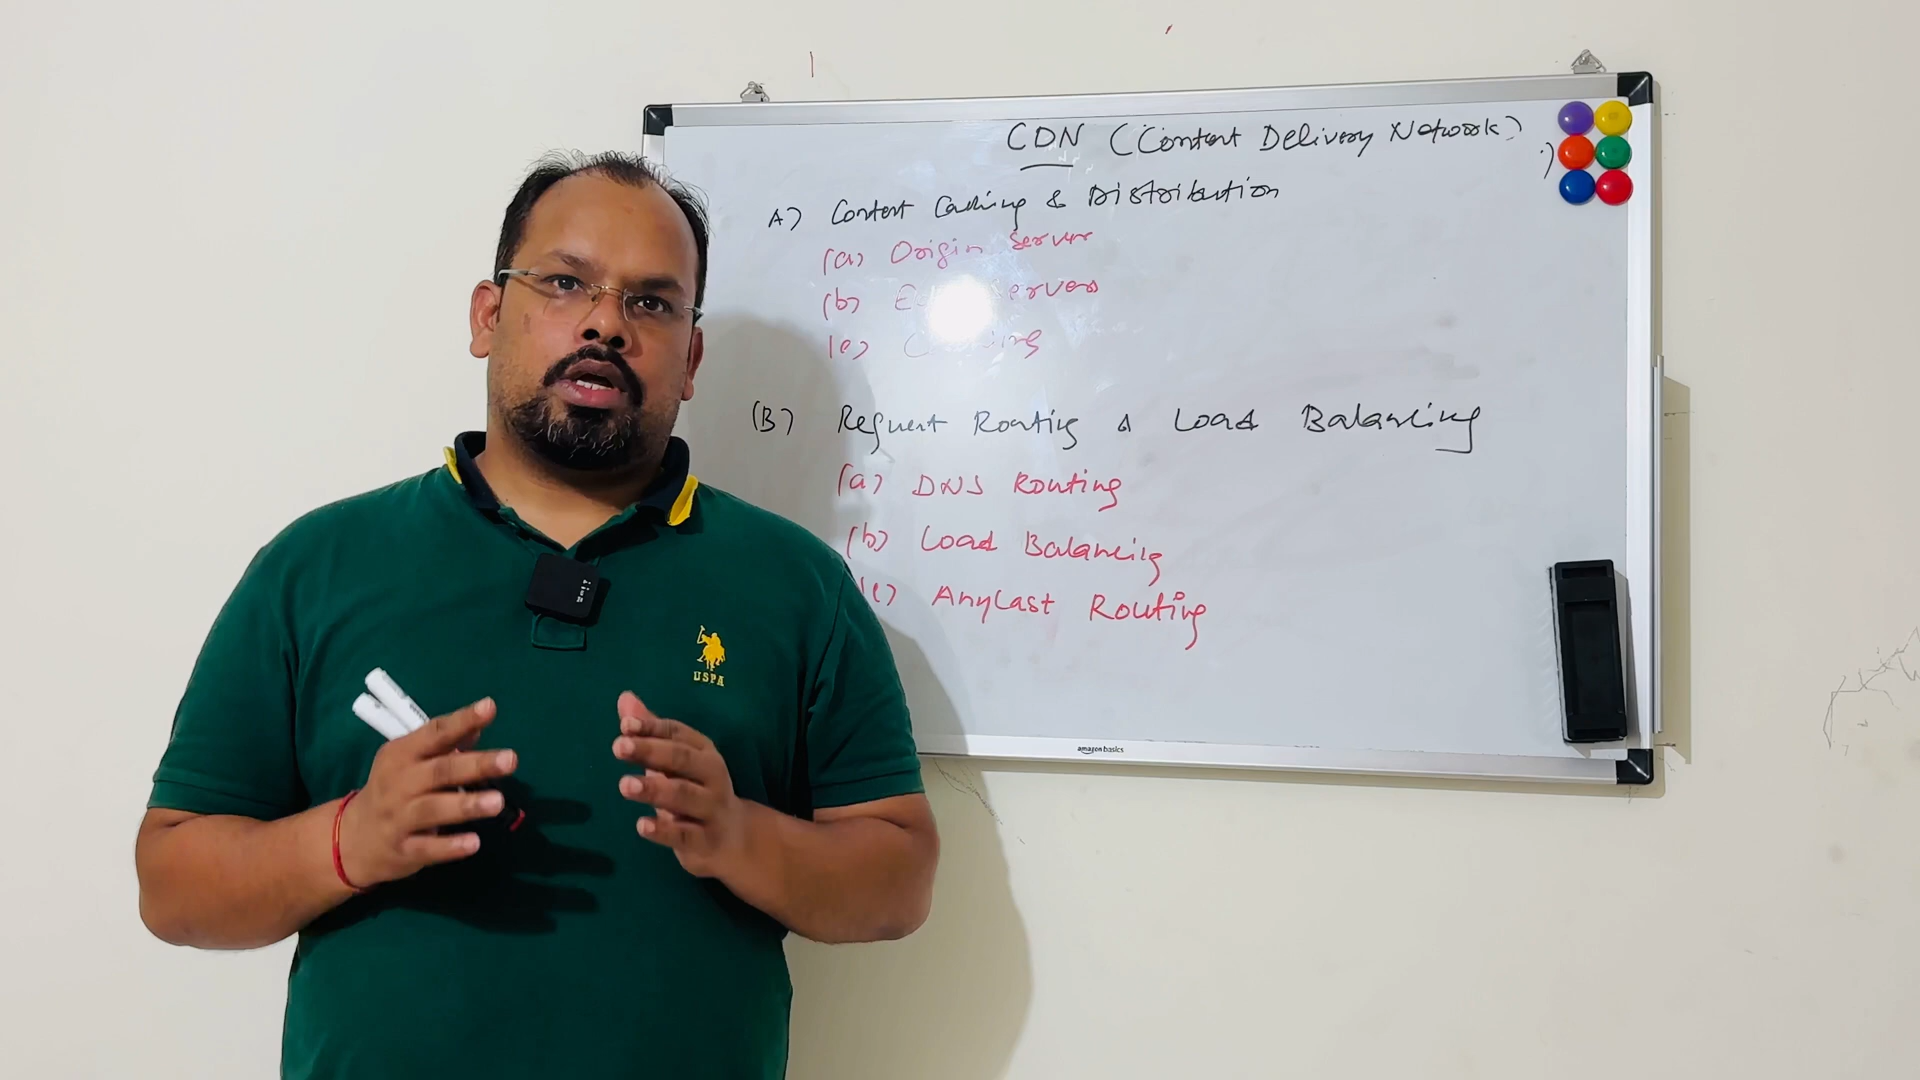 CDN (Content Delivery Network)
A) Content Caching & Distribution
(a) Origin Server
(b) Servers
(c)
(B) Request Routing & Load Balancing
(a) DNS Routing
(b) Load Balancing
(c) AnyCast Routing
USPA
amazon basics